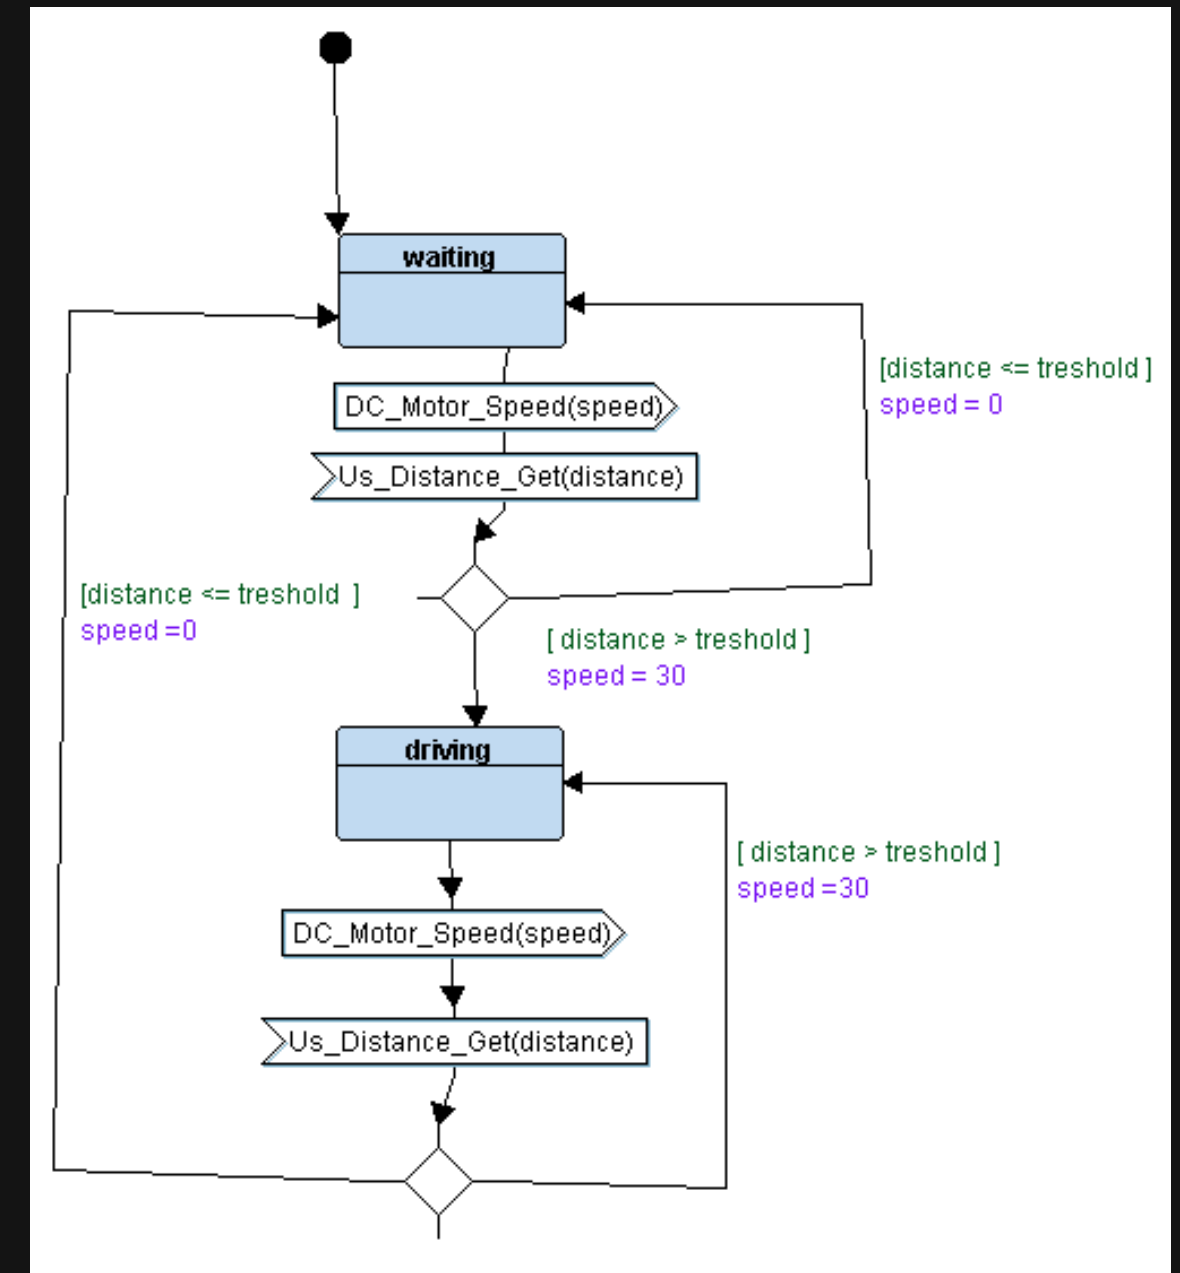 waiting
[distance <= treshold ]
speed = 0
DC_Motor_Speed(speed)
Us_Distance_Get(distance)
[distance <= treshold  ]
speed =0
[ distance > treshold ]
speed = 30
driving
[ distance > treshold ]
speed =30
DC_Motor_Speed(speed)
Us_Distance_Get(distance)